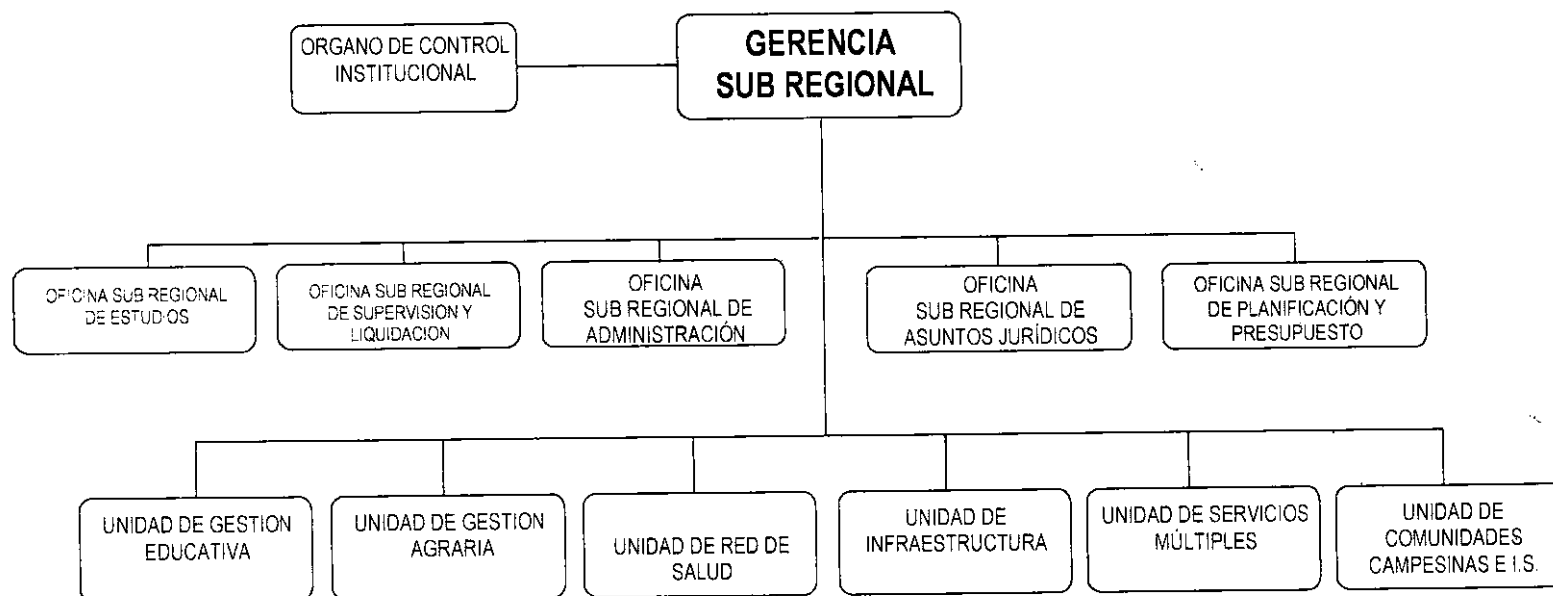 ORGANO DE CONTROL
INSTITUCIONAL
GERENCIA
SUB REGIONAL
OFICINA SUB REGIONAL
DE ESTUDIOS
OFICINA SUB REGIONAL
DE SUPERVISION Y
LIQUIDACION
OFICINA
SUB REGIONAL DE
ADMINISTRACIÓN
OFICINA
SUB REGIONAL DE
ASUNTOS JURÍDICOS
OFICINA SUB REGIONAL
DE PLANIFICACIÓN Y
PRESUPUESTO
UNIDAD DE GESTION
EDUCATIVA
UNIDAD DE GESTION
AGRARIA
UNIDAD DE RED DE
SALUD
UNIDAD DE
INFRAESTRUCTURA
UNIDAD DE SERVICIOS
MÚLTIPLES
UNIDAD DE
COMUNIDADES
CAMPESINAS E I.S.